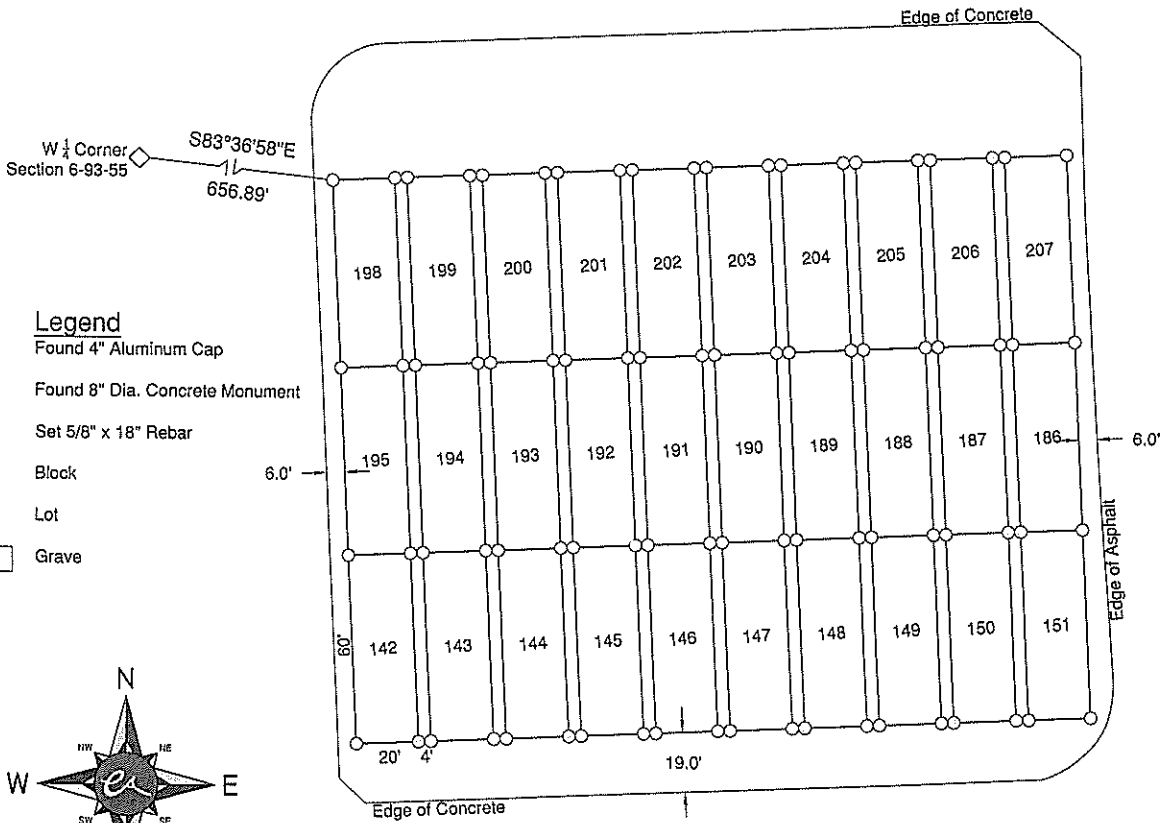 Edge of Concrete
W 1/4 Corner
Section 6-93-55
S83°36'58"E
656.89'
198 199 200 201 202 203 204 205 206 207
Legend
Found 4" Aluminum Cap
Found 8" Dia. Concrete Monument
Set 5/8" x 18" Rebar
Block
Lot
Grave
6.0' 195 194 193 192 191 190 189 188 187 186 6.0'
Edge of Asphalt
60' 142 143 144 145 146 147 148 149 150 151
20' 4' 19.0'
Edge of Concrete
N
NW NE
W es E
SW SE